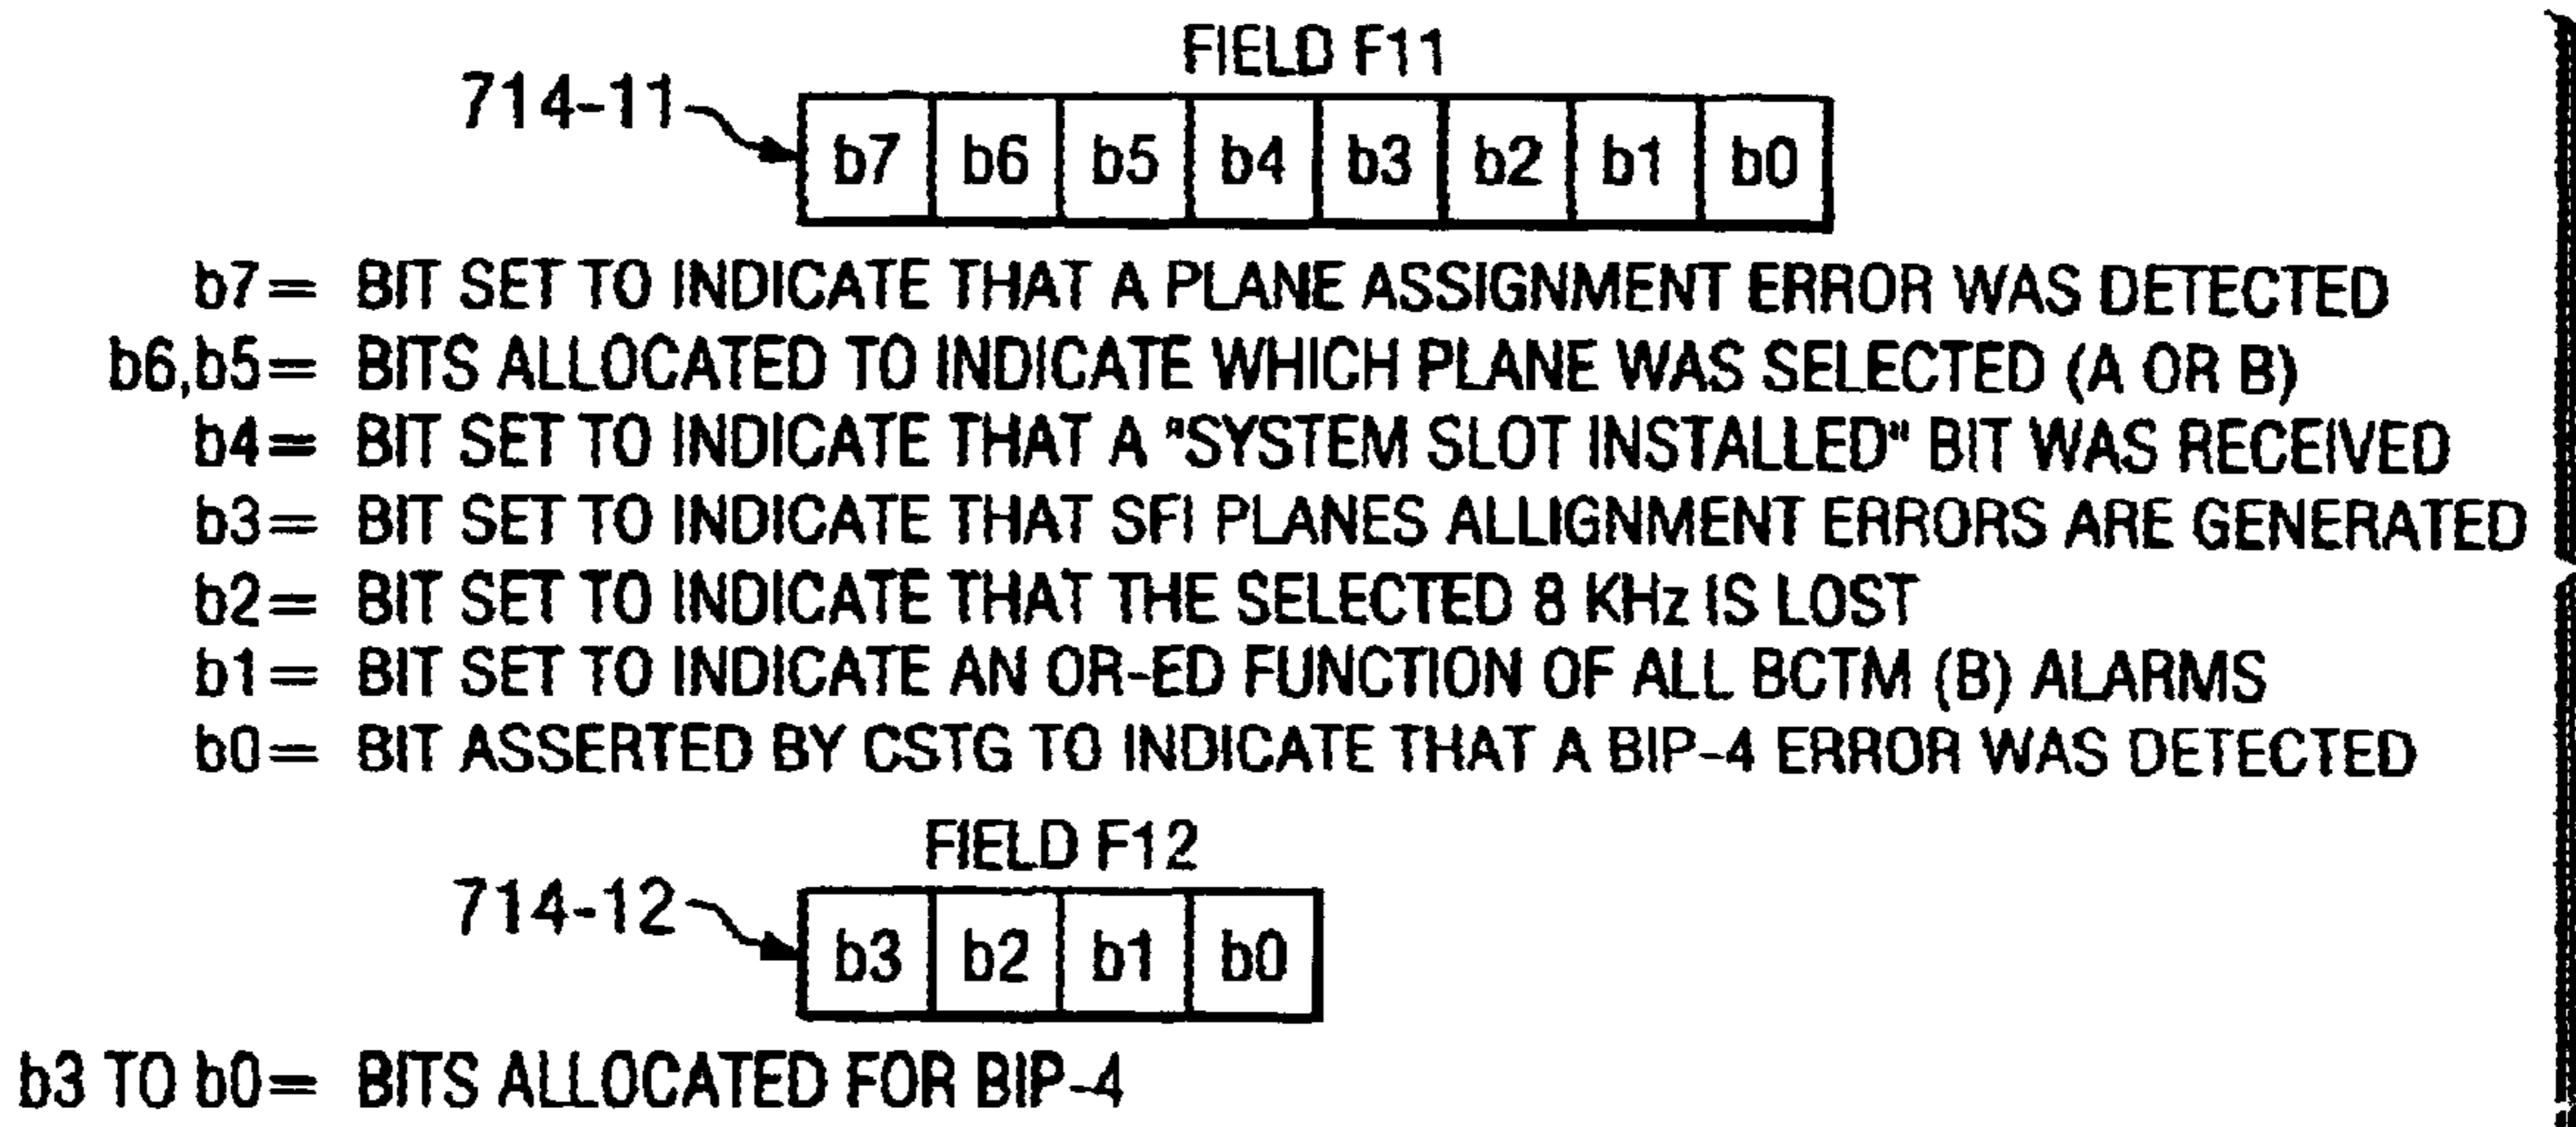 FIELD F11
714-11
b7 b6 b5 b4 b3 b2 b1 b0
b7= BIT SET TO INDICATE THAT A PLANE ASSIGNMENT ERROR WAS DETECTED
b6,b5= BITS ALLOCATED TO INDICATE WHICH PLANE WAS SELECTED (A OR B)
b4= BIT SET TO INDICATE THAT A "SYSTEM SLOT INSTALLED" BIT WAS RECEIVED
b3= BIT SET TO INDICATE THAT SFI PLANES ALLIGNMENT ERRORS ARE GENERATED
b2= BIT SET TO INDICATE THAT THE SELECTED 8 KHz IS LOST
b1= BIT SET TO INDICATE AN OR-ED FUNCTION OF ALL BCTM (B) ALARMS
b0= BIT ASSERTED BY CSTG TO INDICATE THAT A BIP-4 ERROR WAS DETECTED
FIELD F12
714-12
b3 b2 b1 b0
b3 TO b0= BITS ALLOCATED FOR BIP-4